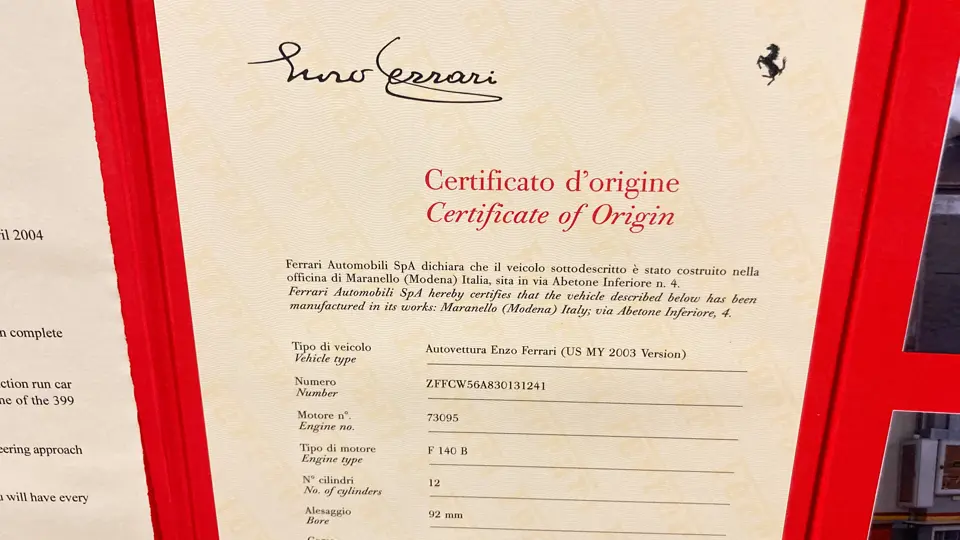 Enzo Ferrari
Certificato d'origine
Certificate of Origin
Ferrari Automobili SpA dichiara che il veicolo sottodescritto è stato costruito nella
officina di Maranello (Modena) Italia, sita in via Abetone Inferiore n. 4.
Ferrari Automobili SpA hereby certifies that the vehicle described below has been
manufactured in its works: Maranello (Modena) Italy; via Abetone Inferiore, 4.
Tipo di veicolo
Vehicle type
Autovettura Enzo Ferrari (US MY 2003 Version)
Numero
Number
ZFFCW56A830131241
Motore n°.
Engine no.
73095
Tipo di motore
Engine type
F 140 B
N° cilindri
No. of cylinders
12
Alesaggio
Bore
92 mm
2004
complete
run car
of the 399
approach
will have every